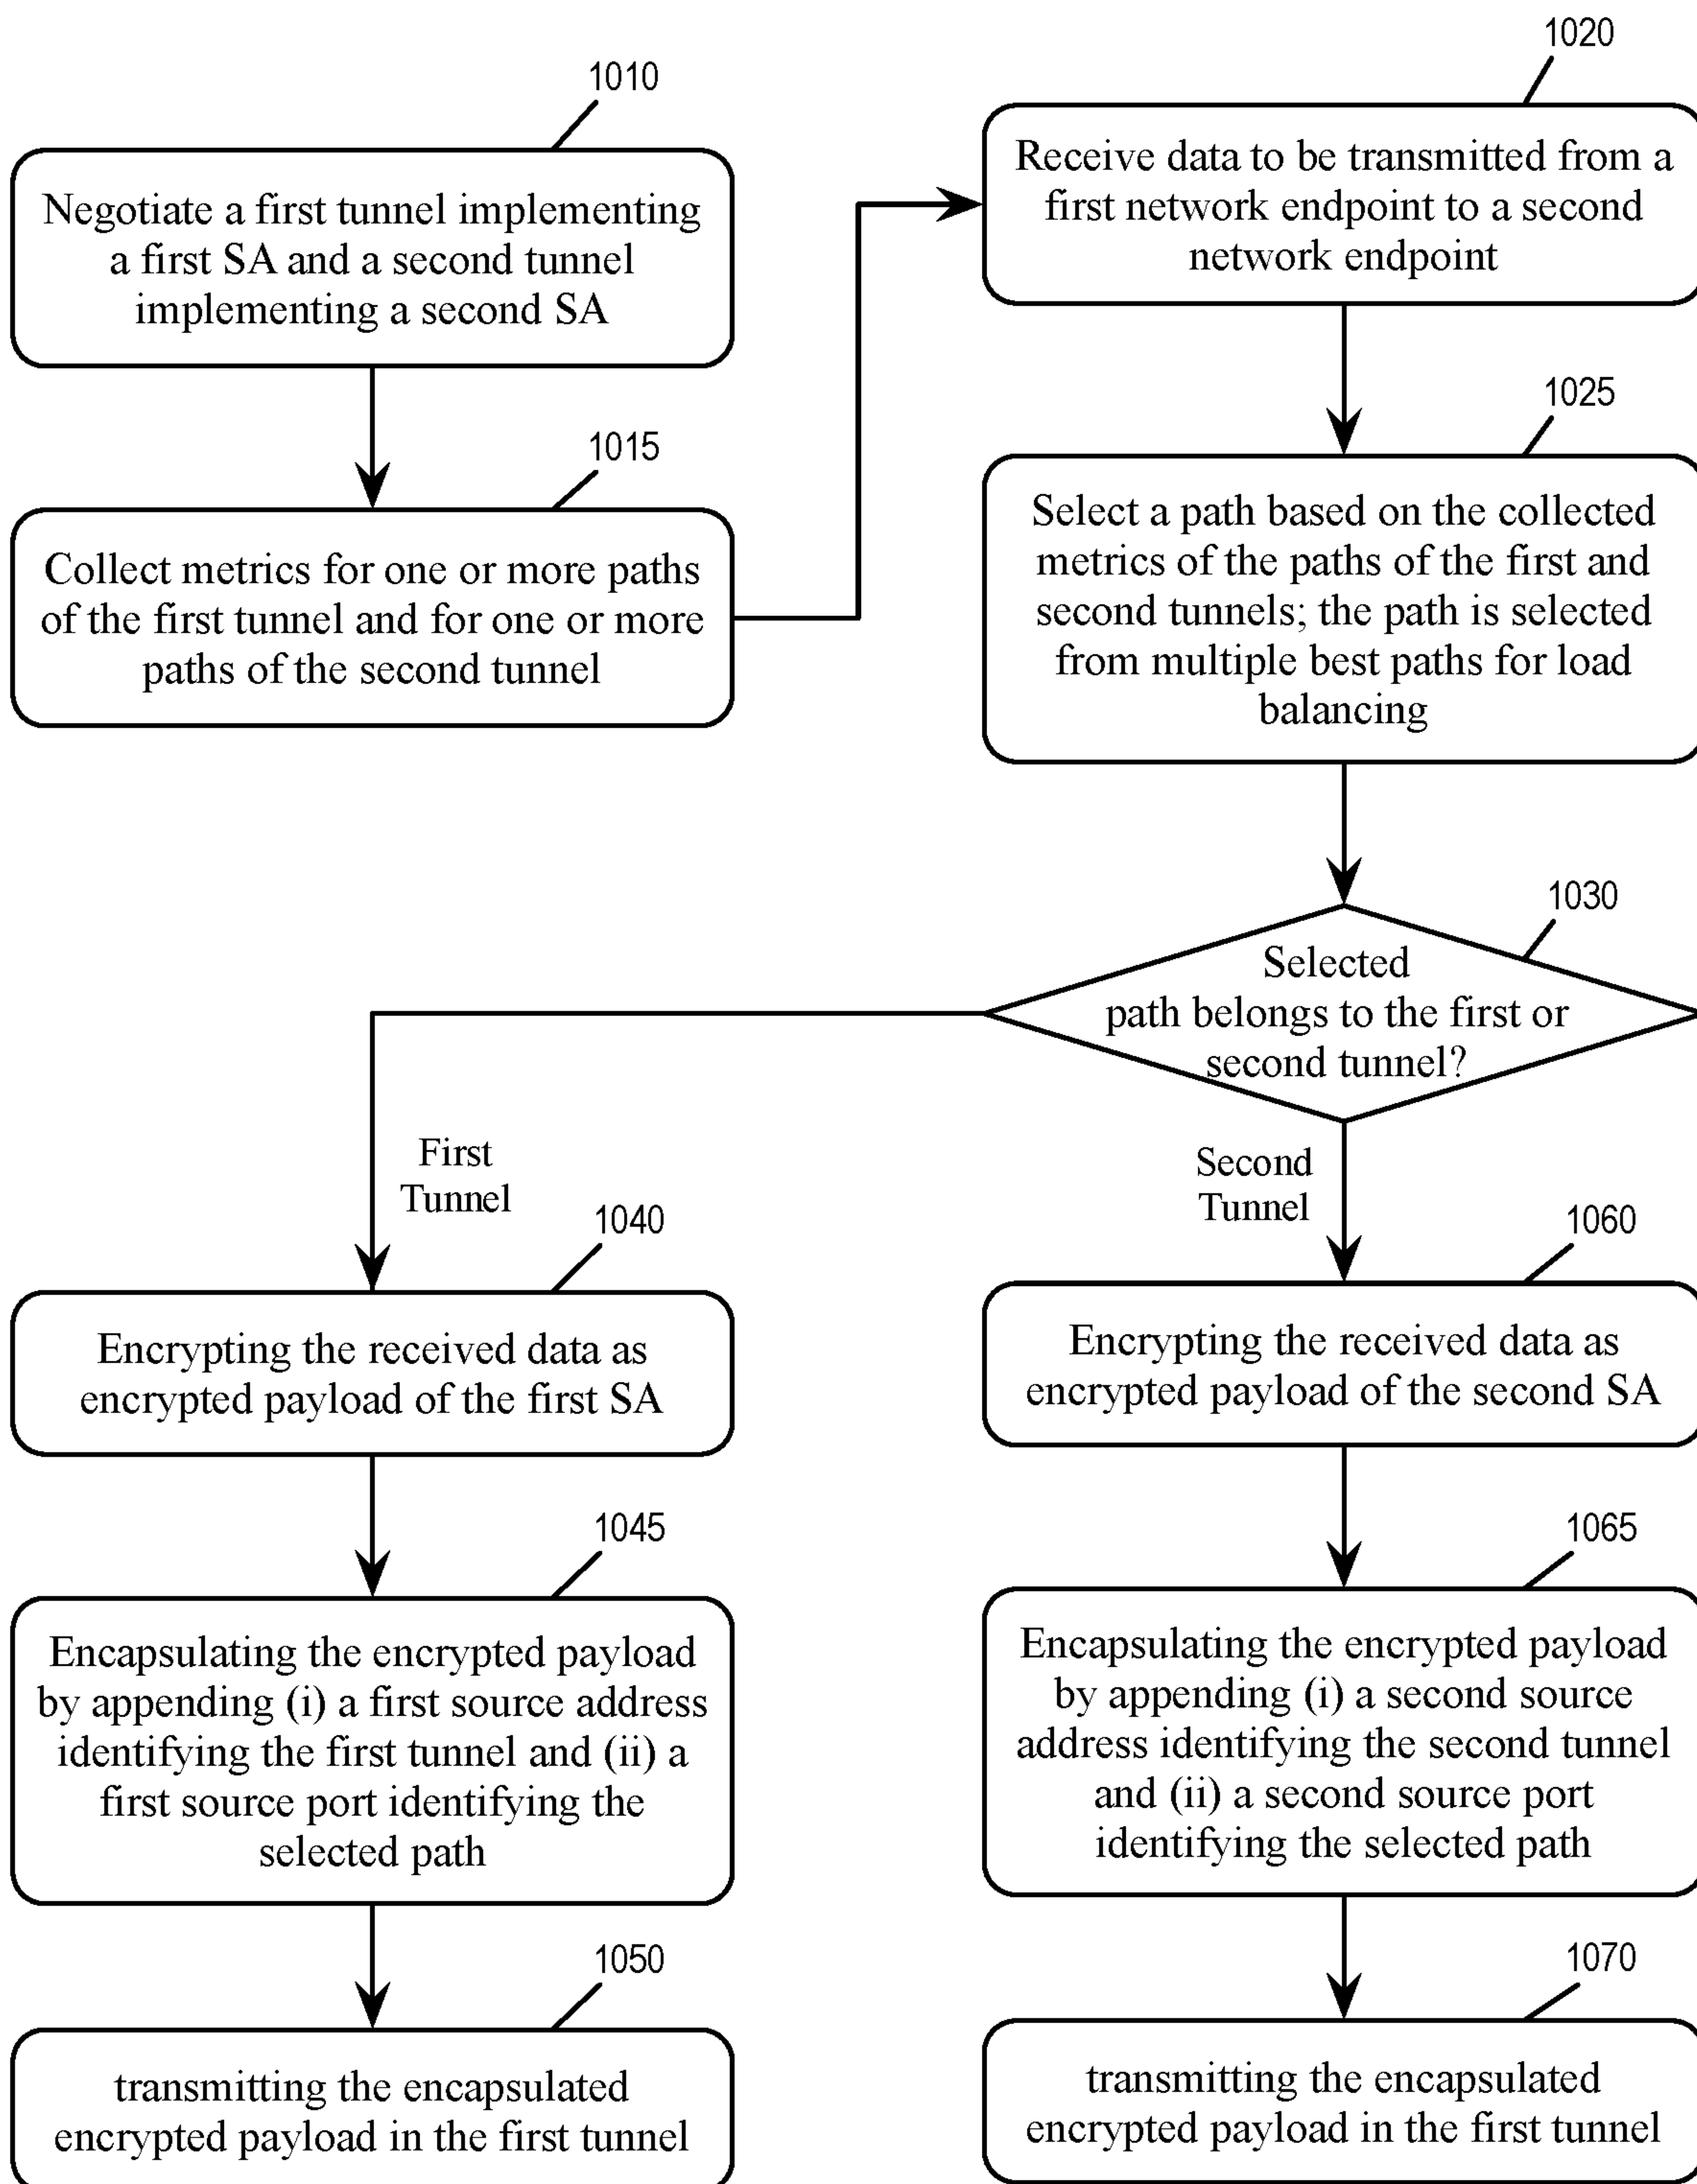 1010
Negotiate a first tunnel implementing
a first SA and a second tunnel
implementing a second SA
1015
Collect metrics for one or more paths
of the first tunnel and for one or more
paths of the second tunnel
1020
Receive data to be transmitted from a
first network endpoint to a second
network endpoint
1025
Select a path based on the collected
metrics of the paths of the first and
second tunnels; the path is selected
from multiple best paths for load
balancing
1030
Selected
path belongs to the first or
second tunnel?
First
Tunnel
1040
Encrypting the received data as
encrypted payload of the first SA
1045
Encapsulating the encrypted payload
by appending (i) a first source address
identifying the first tunnel and (ii) a
first source port identifying the
selected path
1050
transmitting the encapsulated
encrypted payload in the first tunnel
Second
Tunnel
1060
Encrypting the received data as
encrypted payload of the second SA
1065
Encapsulating the encrypted payload
by appending (i) a second source
address identifying the second tunnel
and (ii) a second source port
identifying the selected path
1070
transmitting the encapsulated
encrypted payload in the first tunnel